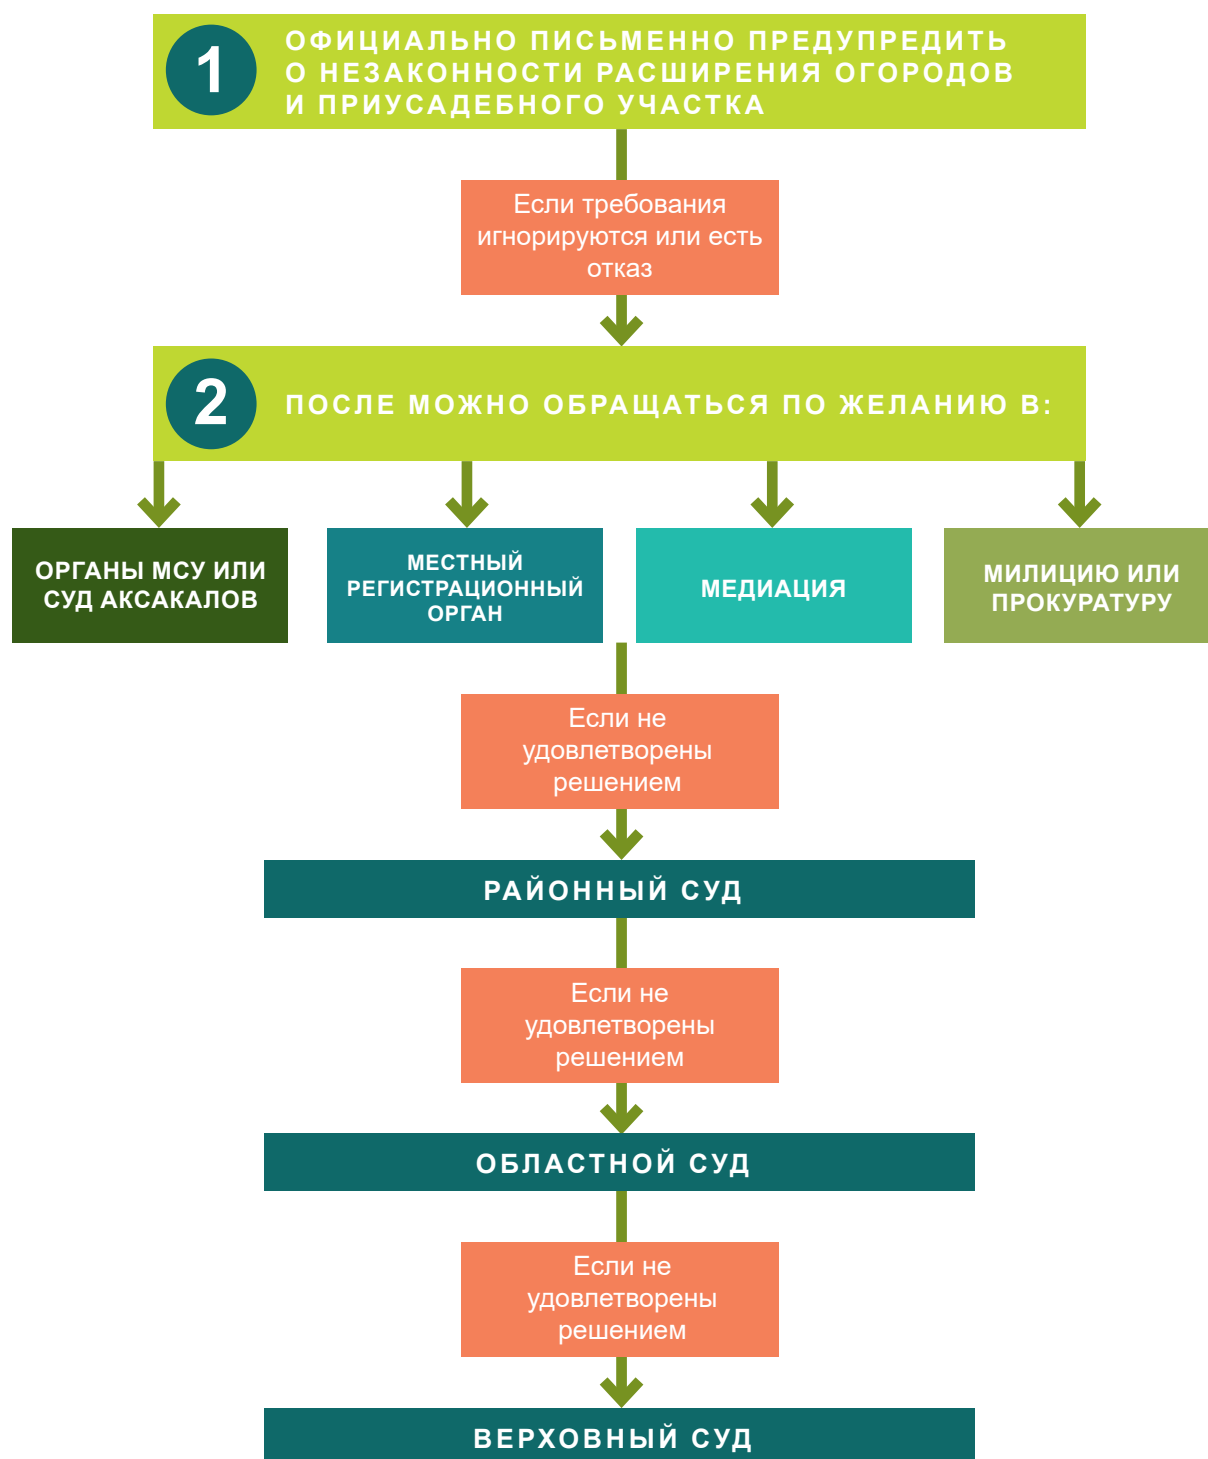 1
ОФИЦИАЛЬНО ПИСЬМЕННО ПРЕДУПРЕДИТЬ
О НЕЗАКОННОСТИ РАСШИРЕНИЯ ОГОРОДОВ
И ПРИУСАДЕБНОГО УЧАСТКА
Если требования
игнорируются или есть
отказ
2
ПОСЛЕ МОЖНО ОБРАЩАТЬСЯ ПО ЖЕЛАНИЮ В:
ОРГАНЫ МСУ ИЛИ
СУД АКСАКАЛОВ
МЕСТНЫЙ
РЕГИСТРАЦИОННЫЙ
ОРГАН
МЕДИАЦИЯ
МИЛИЦИЮ ИЛИ
ПРОКУРАТУРУ
Если не
удовлетворены
решением
РАЙОННЫЙ СУД
Если не
удовлетворены
решением
ОБЛАСТНОЙ СУД
Если не
удовлетворены
решением
ВЕРХОВНЫЙ СУД